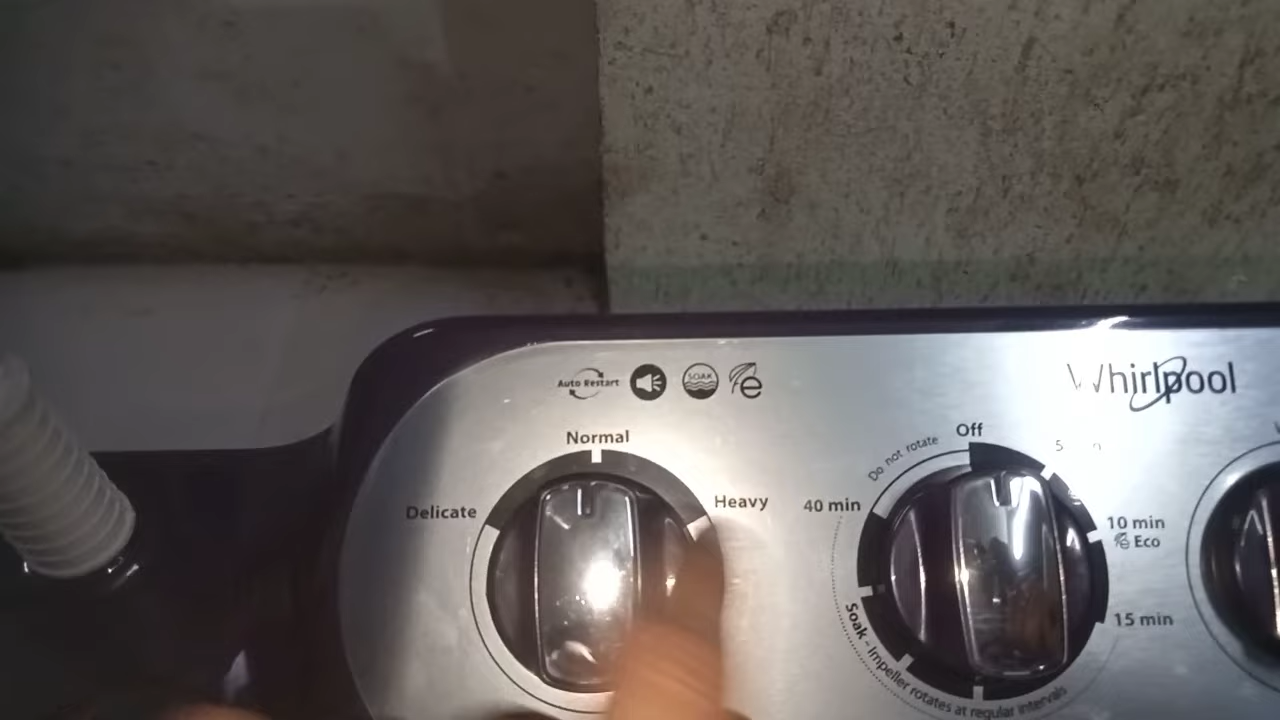 Auto Restart
SOAK
e
Whirlpool
Normal
Delicate
Heavy
Off
Do not rotate
40 min
10 min
Eco
15 min
Soak - Impeller rotates at regular intervals